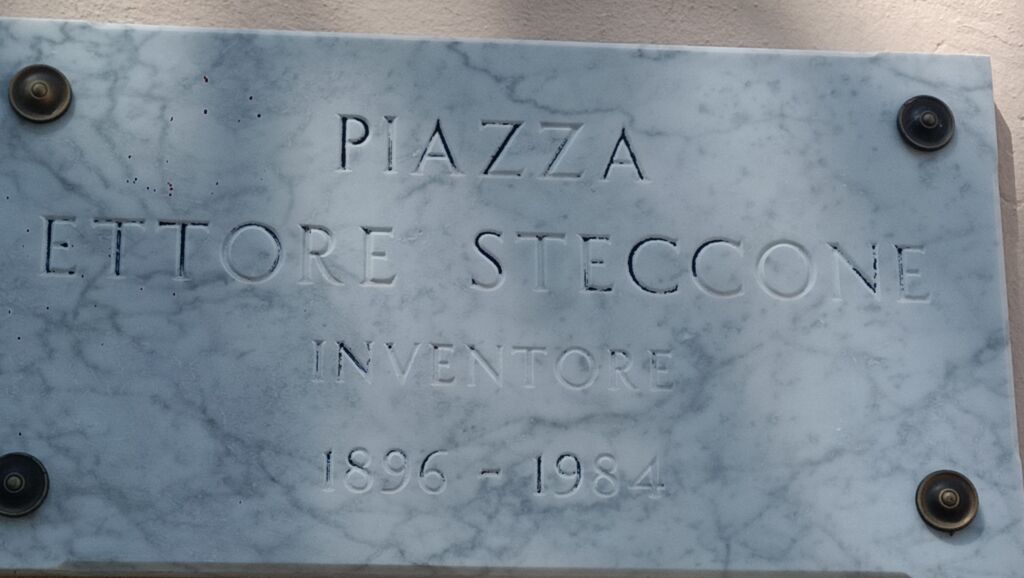 PIAZZA
ETTORE STECCONE
INVENTORE
1896 - 1984